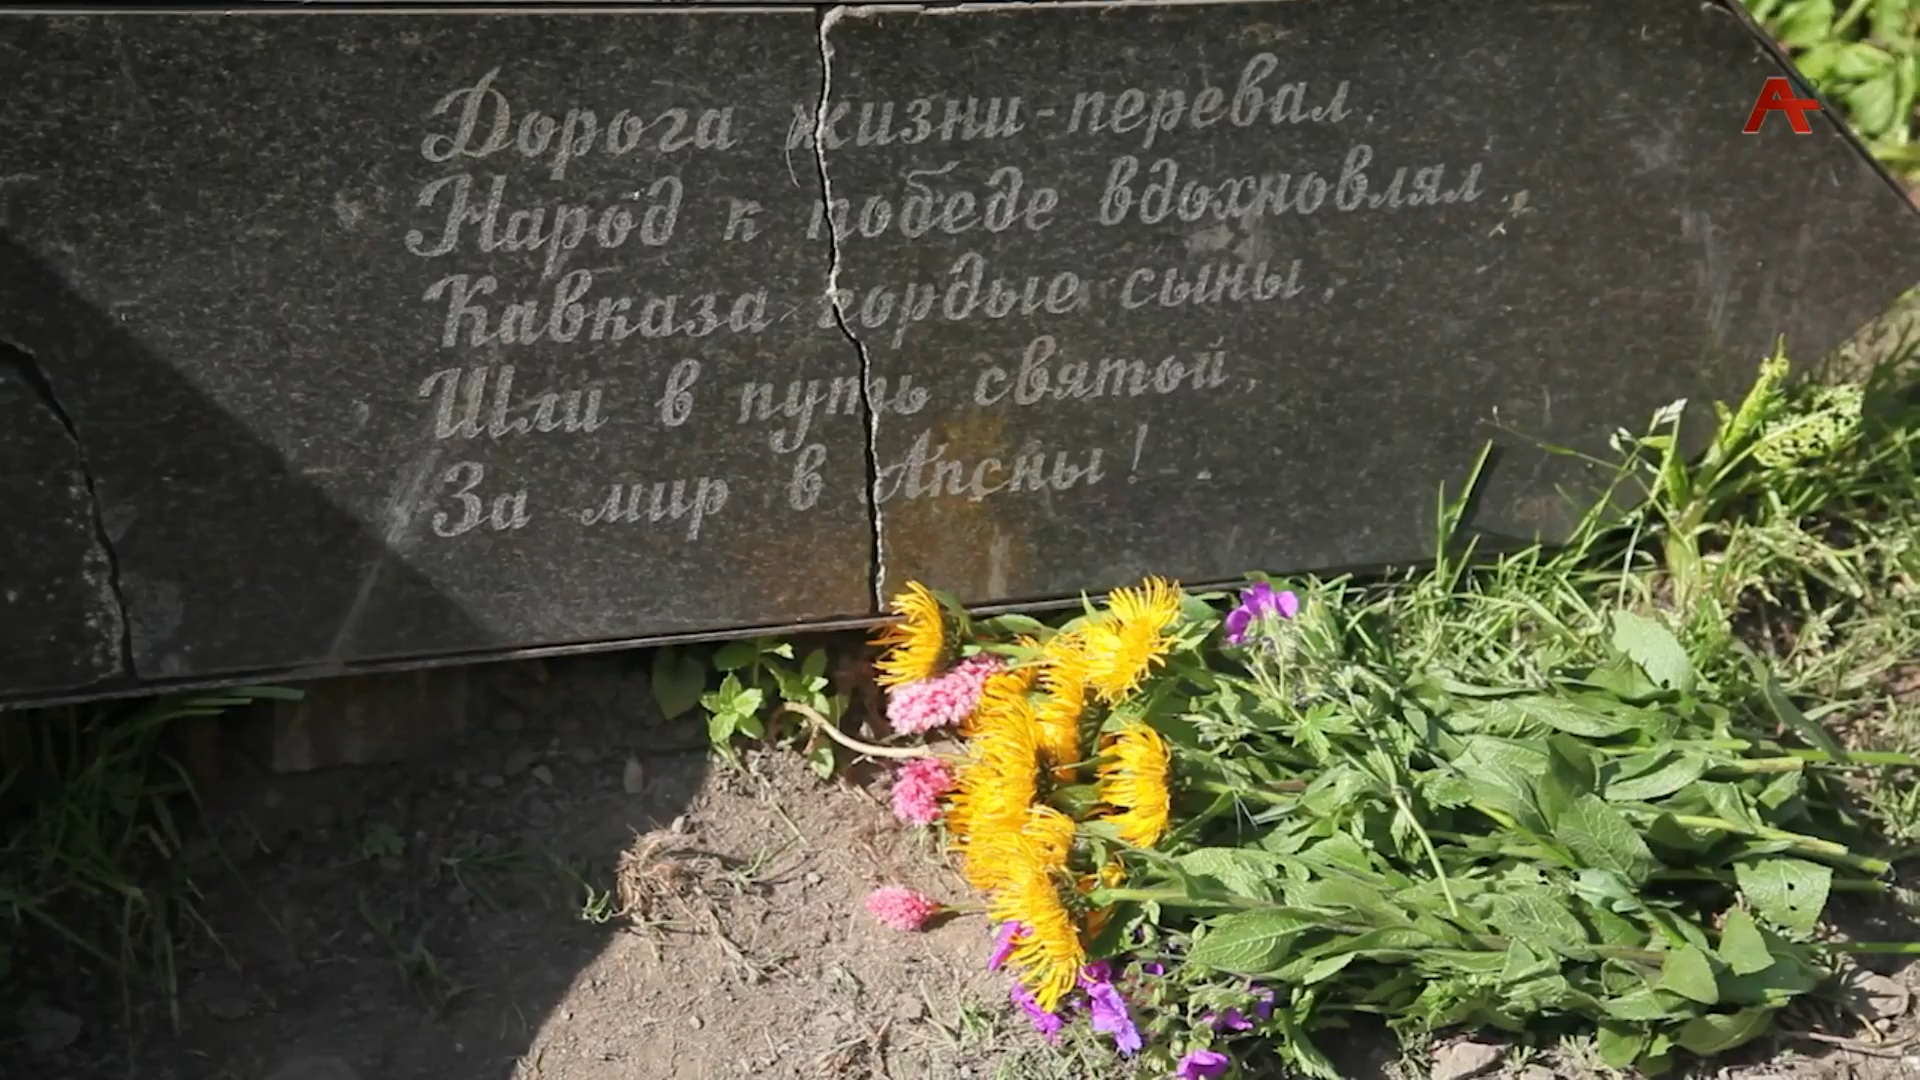 Дорога жизни-перевал.
Народ к победе вдохновлял
Кавказа гордые сыны,
Шли в путь святой,
За мир в Апсны!